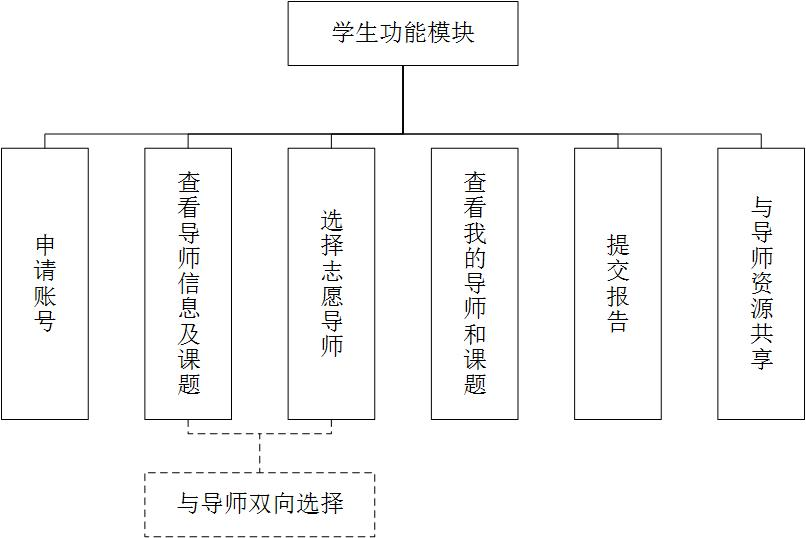 学生功能模块
申请账号
查看导师信息及课题
选择志愿导师
查看我的导师和课题
提交报告
与导师资源共享
与导师双向选择